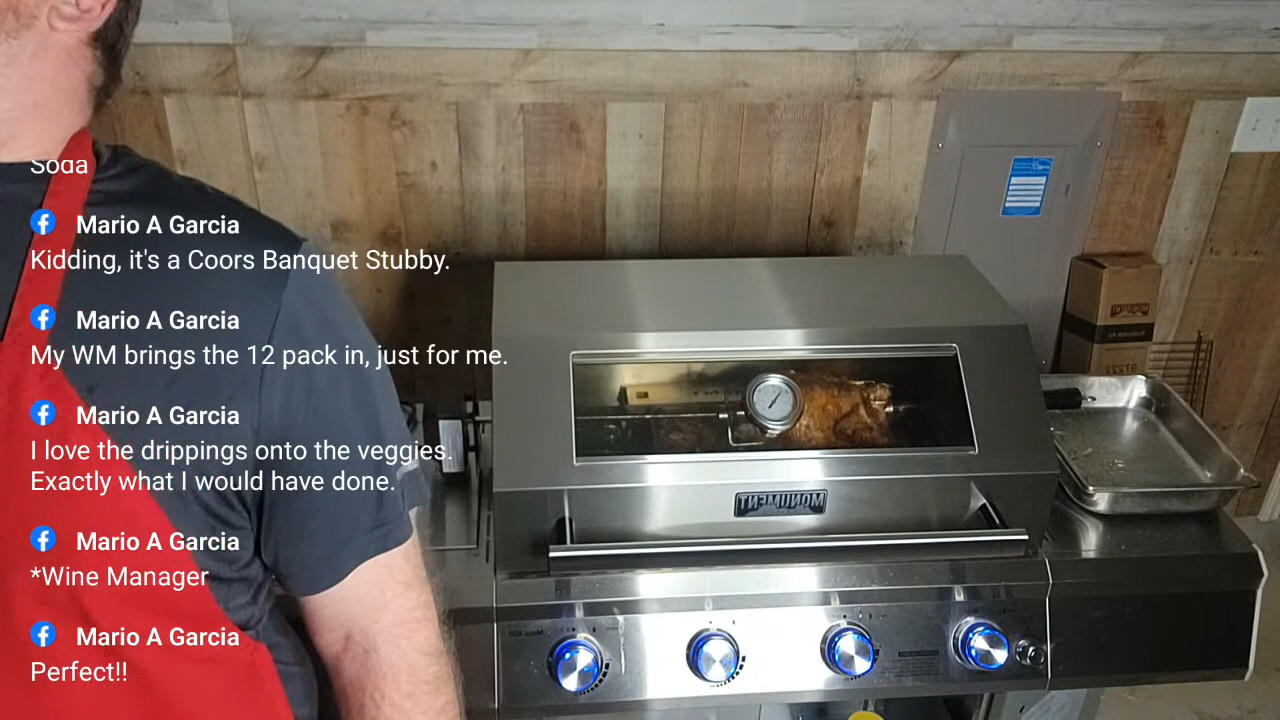 Soda
Mario A Garcia
Kidding, it's a Coors Banquet Stubby.
Mario A Garcia
My WM brings the 12 pack in, just for me.
Mario A Garcia
I love the drippings onto the veggies.
Exactly what I would have done.
Mario A Garcia
*Wine Manager
Mario A Garcia
Perfect!!
MONUMENT
MONUMENT